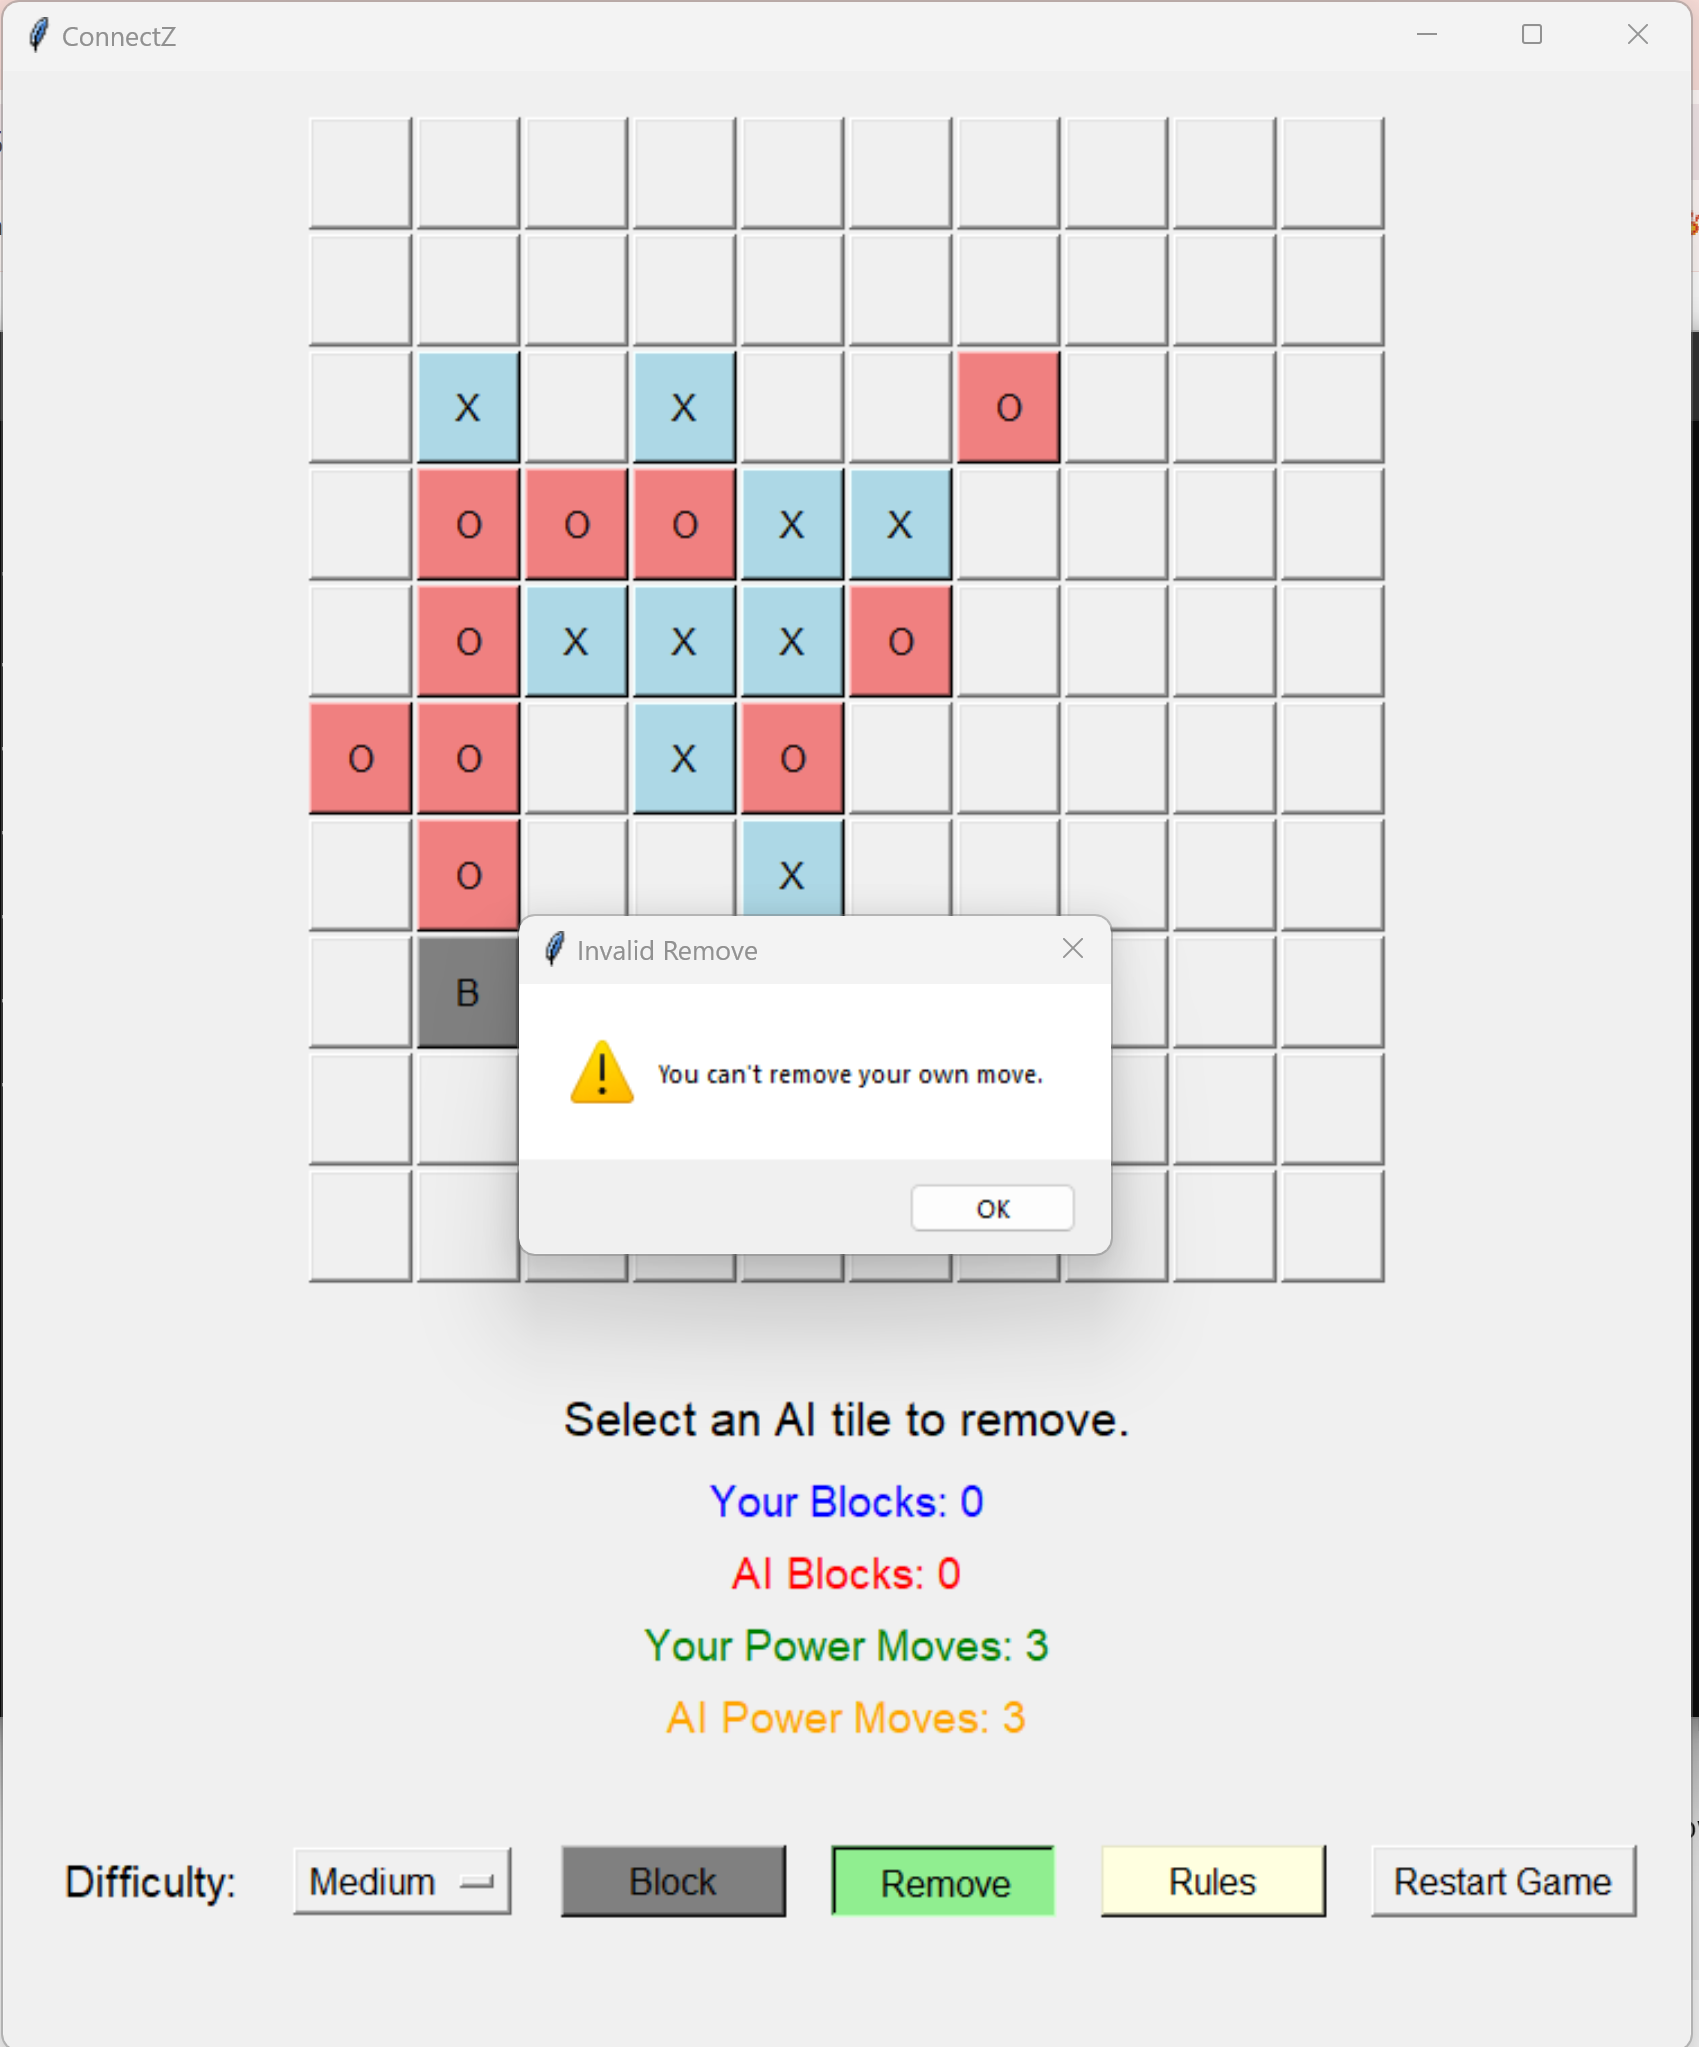 ConnectZ
X X O
O O O X X
O X X X O
O O X O
O X
B
Invalid Remove
You can't remove your own move.
OK
Select an AI tile to remove.
Your Blocks: 0
AI Blocks: 0
Your Power Moves: 3
AI Power Moves: 3
Difficulty: Medium Block Remove Rules Restart Game